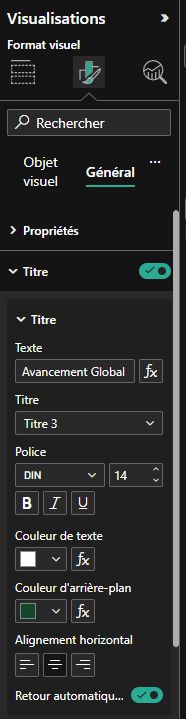 Visualisations
Format visuel
Rechercher
Objet visuel
Général
Propriétés
Titre
Titre
Texte
Avancement Global
fx
Titre
Titre 3
Police
DIN
14
B I U
Couleur de texte
fx
Couleur d'arrière-plan
fx
Alignement horizontal
Retour automatiqu...